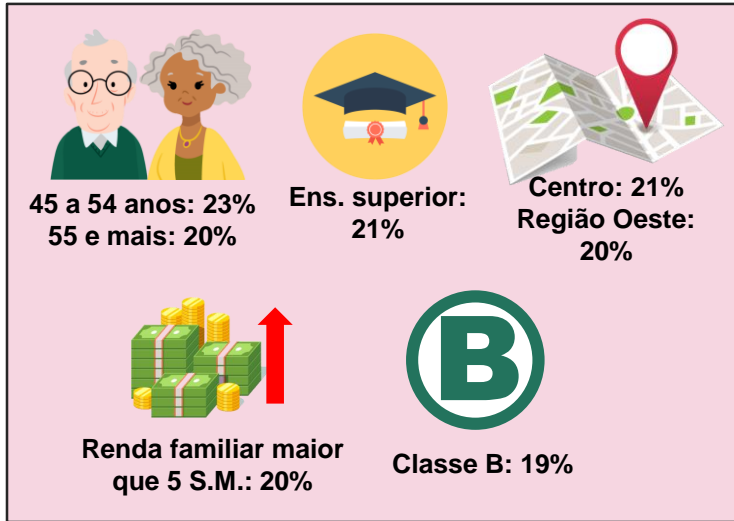 45 a 54 anos: 23%
55 e mais: 20%
Ens. superior:
21%
Centro: 21%
Região Oeste:
20%
Renda familiar maior
que 5 S.M.: 20%
B
Classe B: 19%